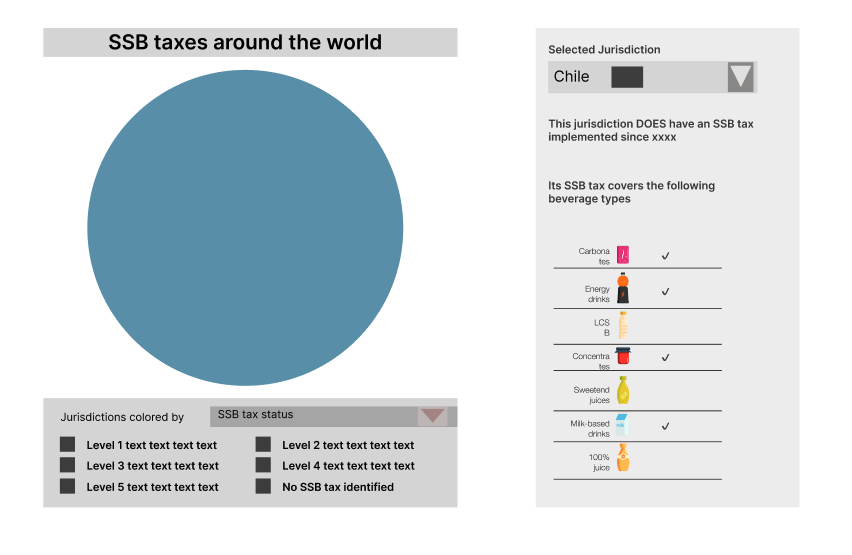 SSB taxes around the world
Jurisdictions colored by
SSB tax status
Level 1 text text text text
Level 2 text text text text
Level 3 text text text text
Level 4 text text text text
Level 5 text text text text
No SSB tax identified
Selected Jurisdiction
Chile
This jurisdiction DOES have an SSB tax
implemented since xxxx
Its SSB tax covers the following
beverage types
Carbona
tes
Energy
drinks
LCS
B
Concentra
tes
Sweetend
juices
Milk-based
drinks
100%
juice